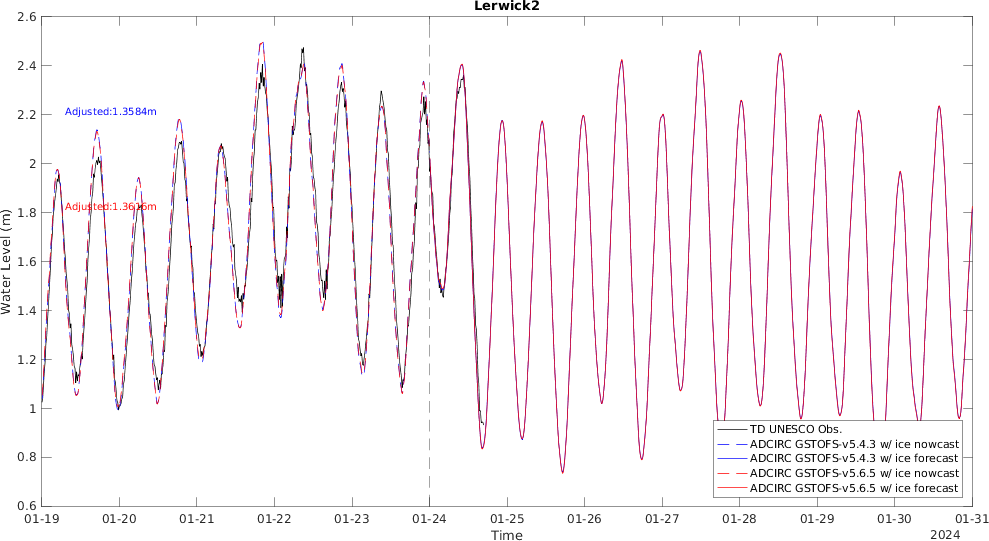 Lerwick2
2.6
2.4
2.2
2
1.8
1.6
1.4
1.2
1
0.8
0.6
Water Level (m)
Adjusted:1.3584m
Adjusted:1.3616m
TD UNESCO Obs.
ADCIRC GSTOFS-v5.4.3 w/ ice nowcast
ADCIRC GSTOFS-v5.4.3 w/ ice forecast
ADCIRC GSTOFS-v5.6.5 w/ ice nowcast
ADCIRC GSTOFS-v5.6.5 w/ ice forecast
01-19 01-20 01-21 01-22 01-23 01-24 01-25 01-26 01-27 01-28 01-29 01-30 01-31
Time
2024